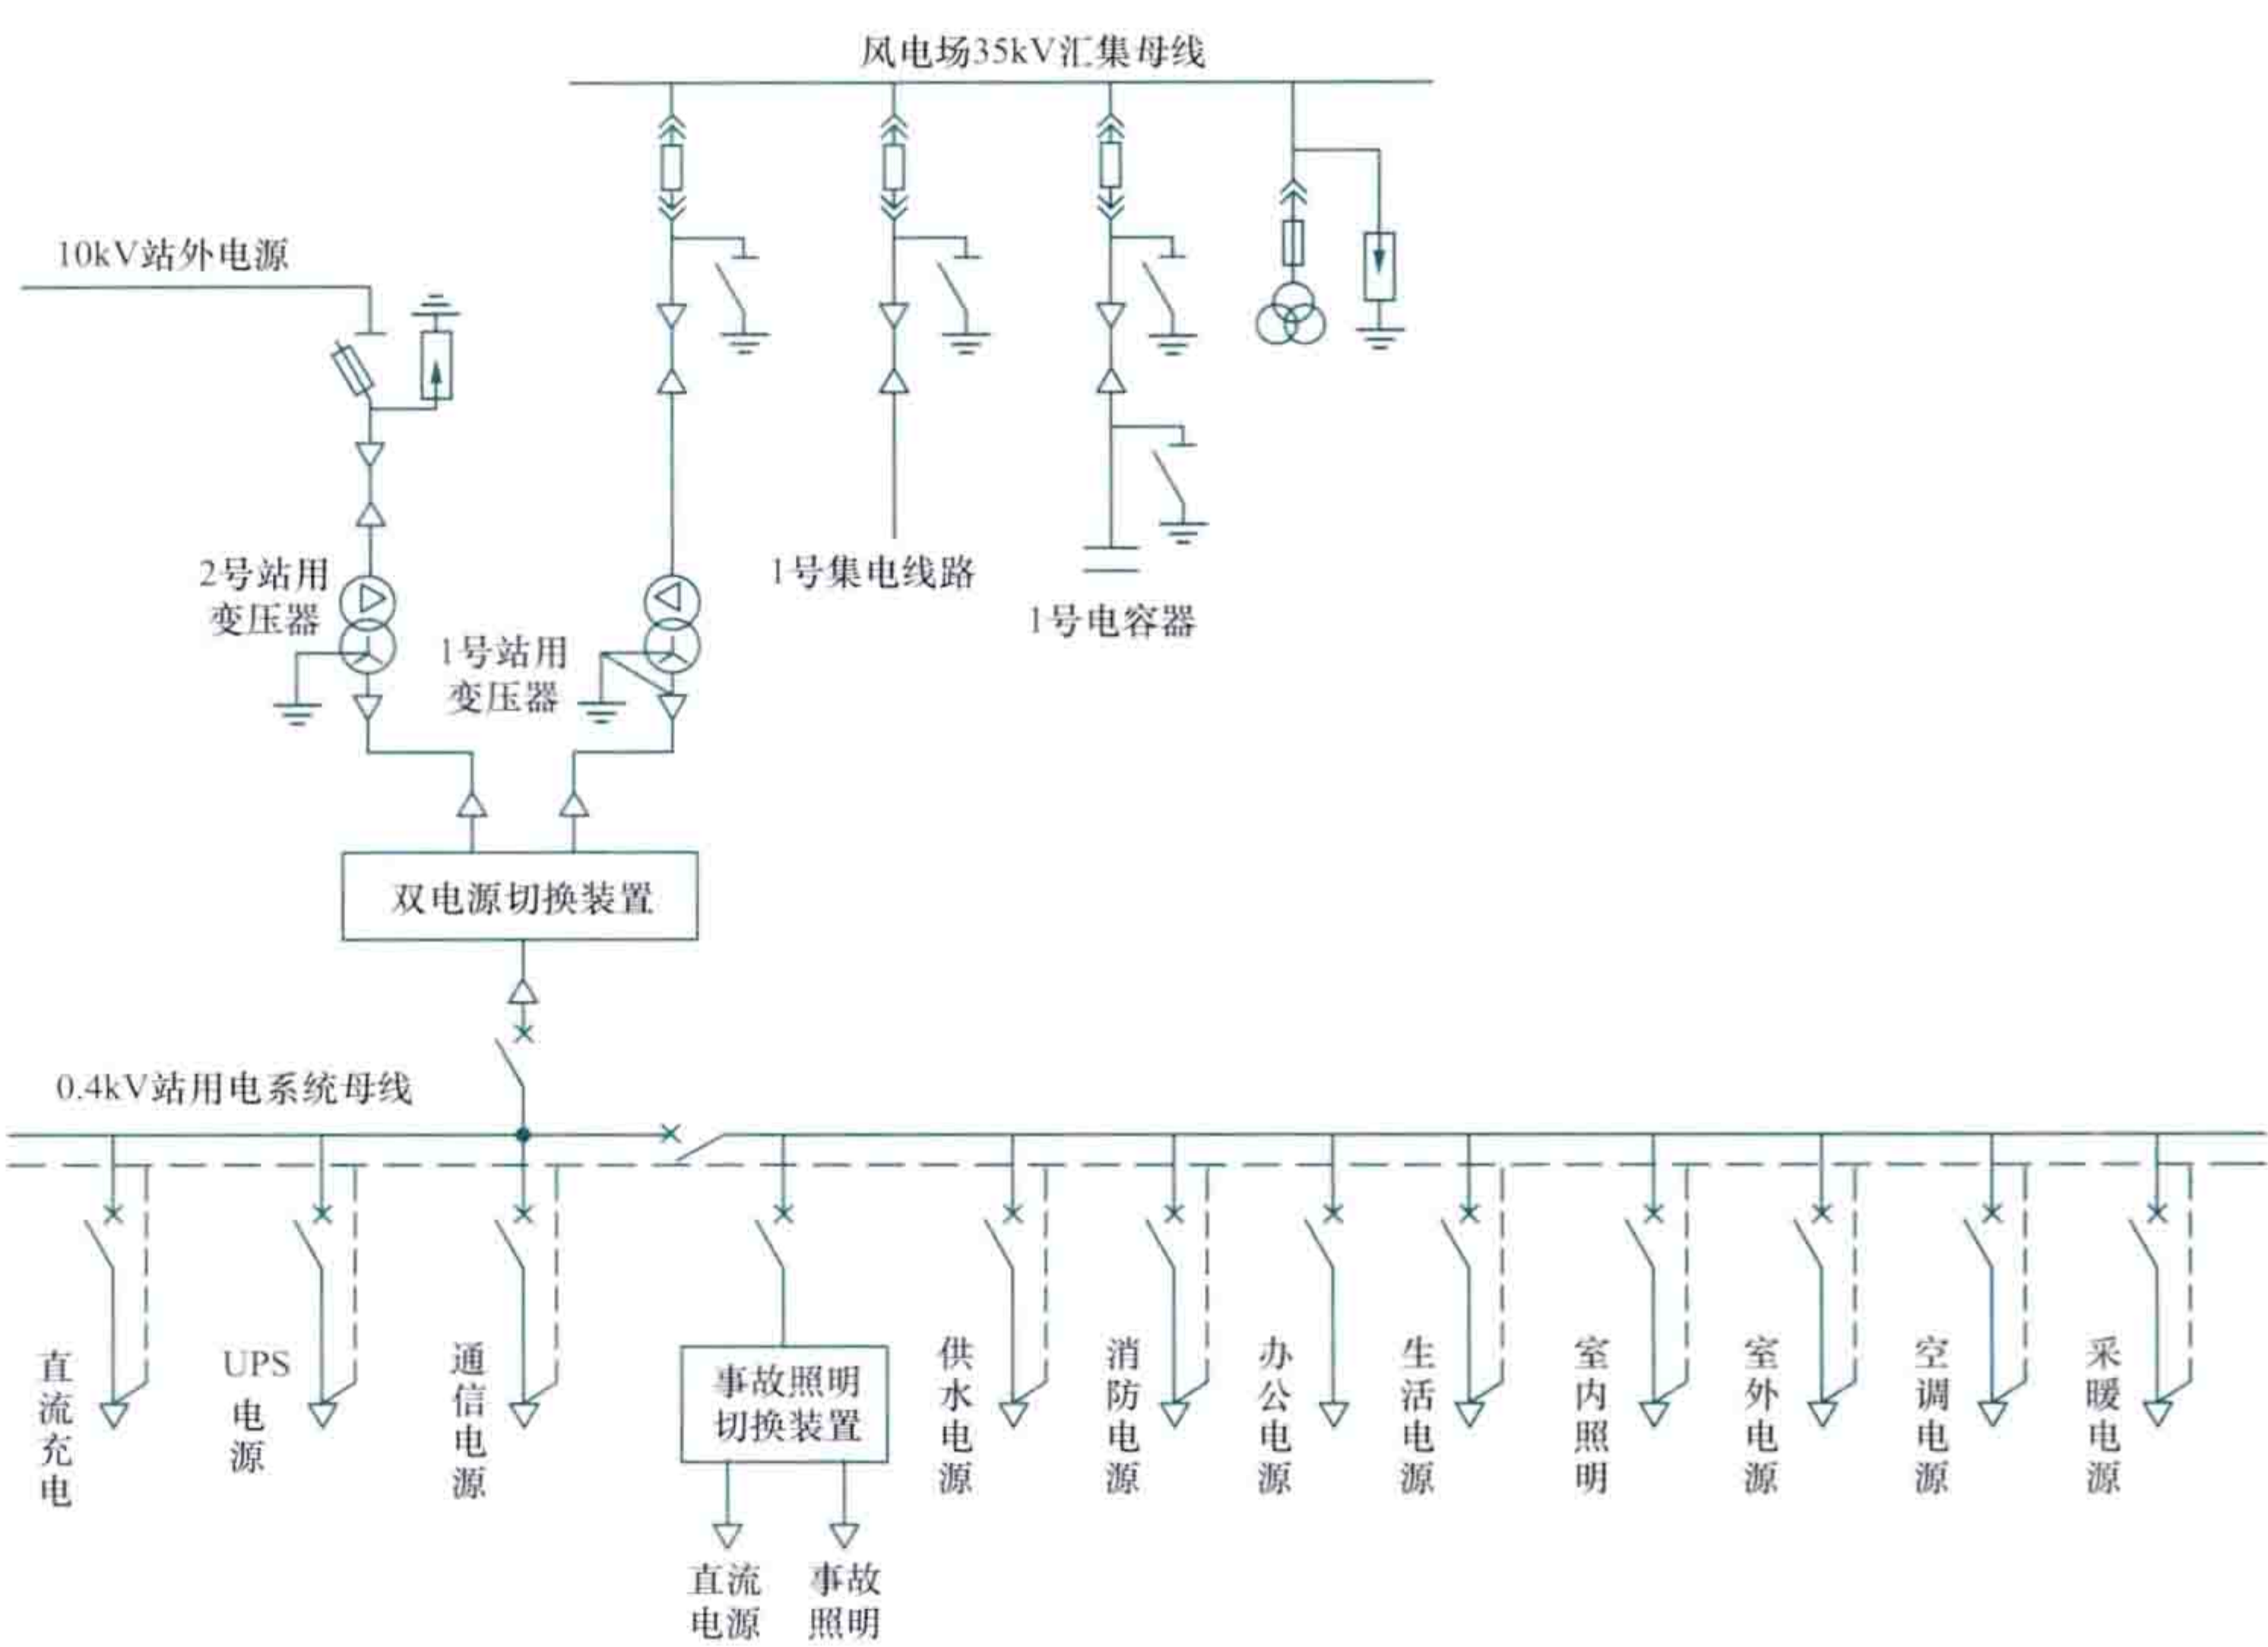 风电场35kV汇集母线
10kV站外电源
2号站用
变压器
1号站用
变压器
1号集电线路
1号电容器
双电源切换装置
0.4kV站用电系统母线
直流充电
UPS
电源
通信电源
事故照明
切换装置
直流
电源
事故
照明
供水电源
消防电源
办公电源
生活电源
室内照明
室外电源
空调电源
采暖电源